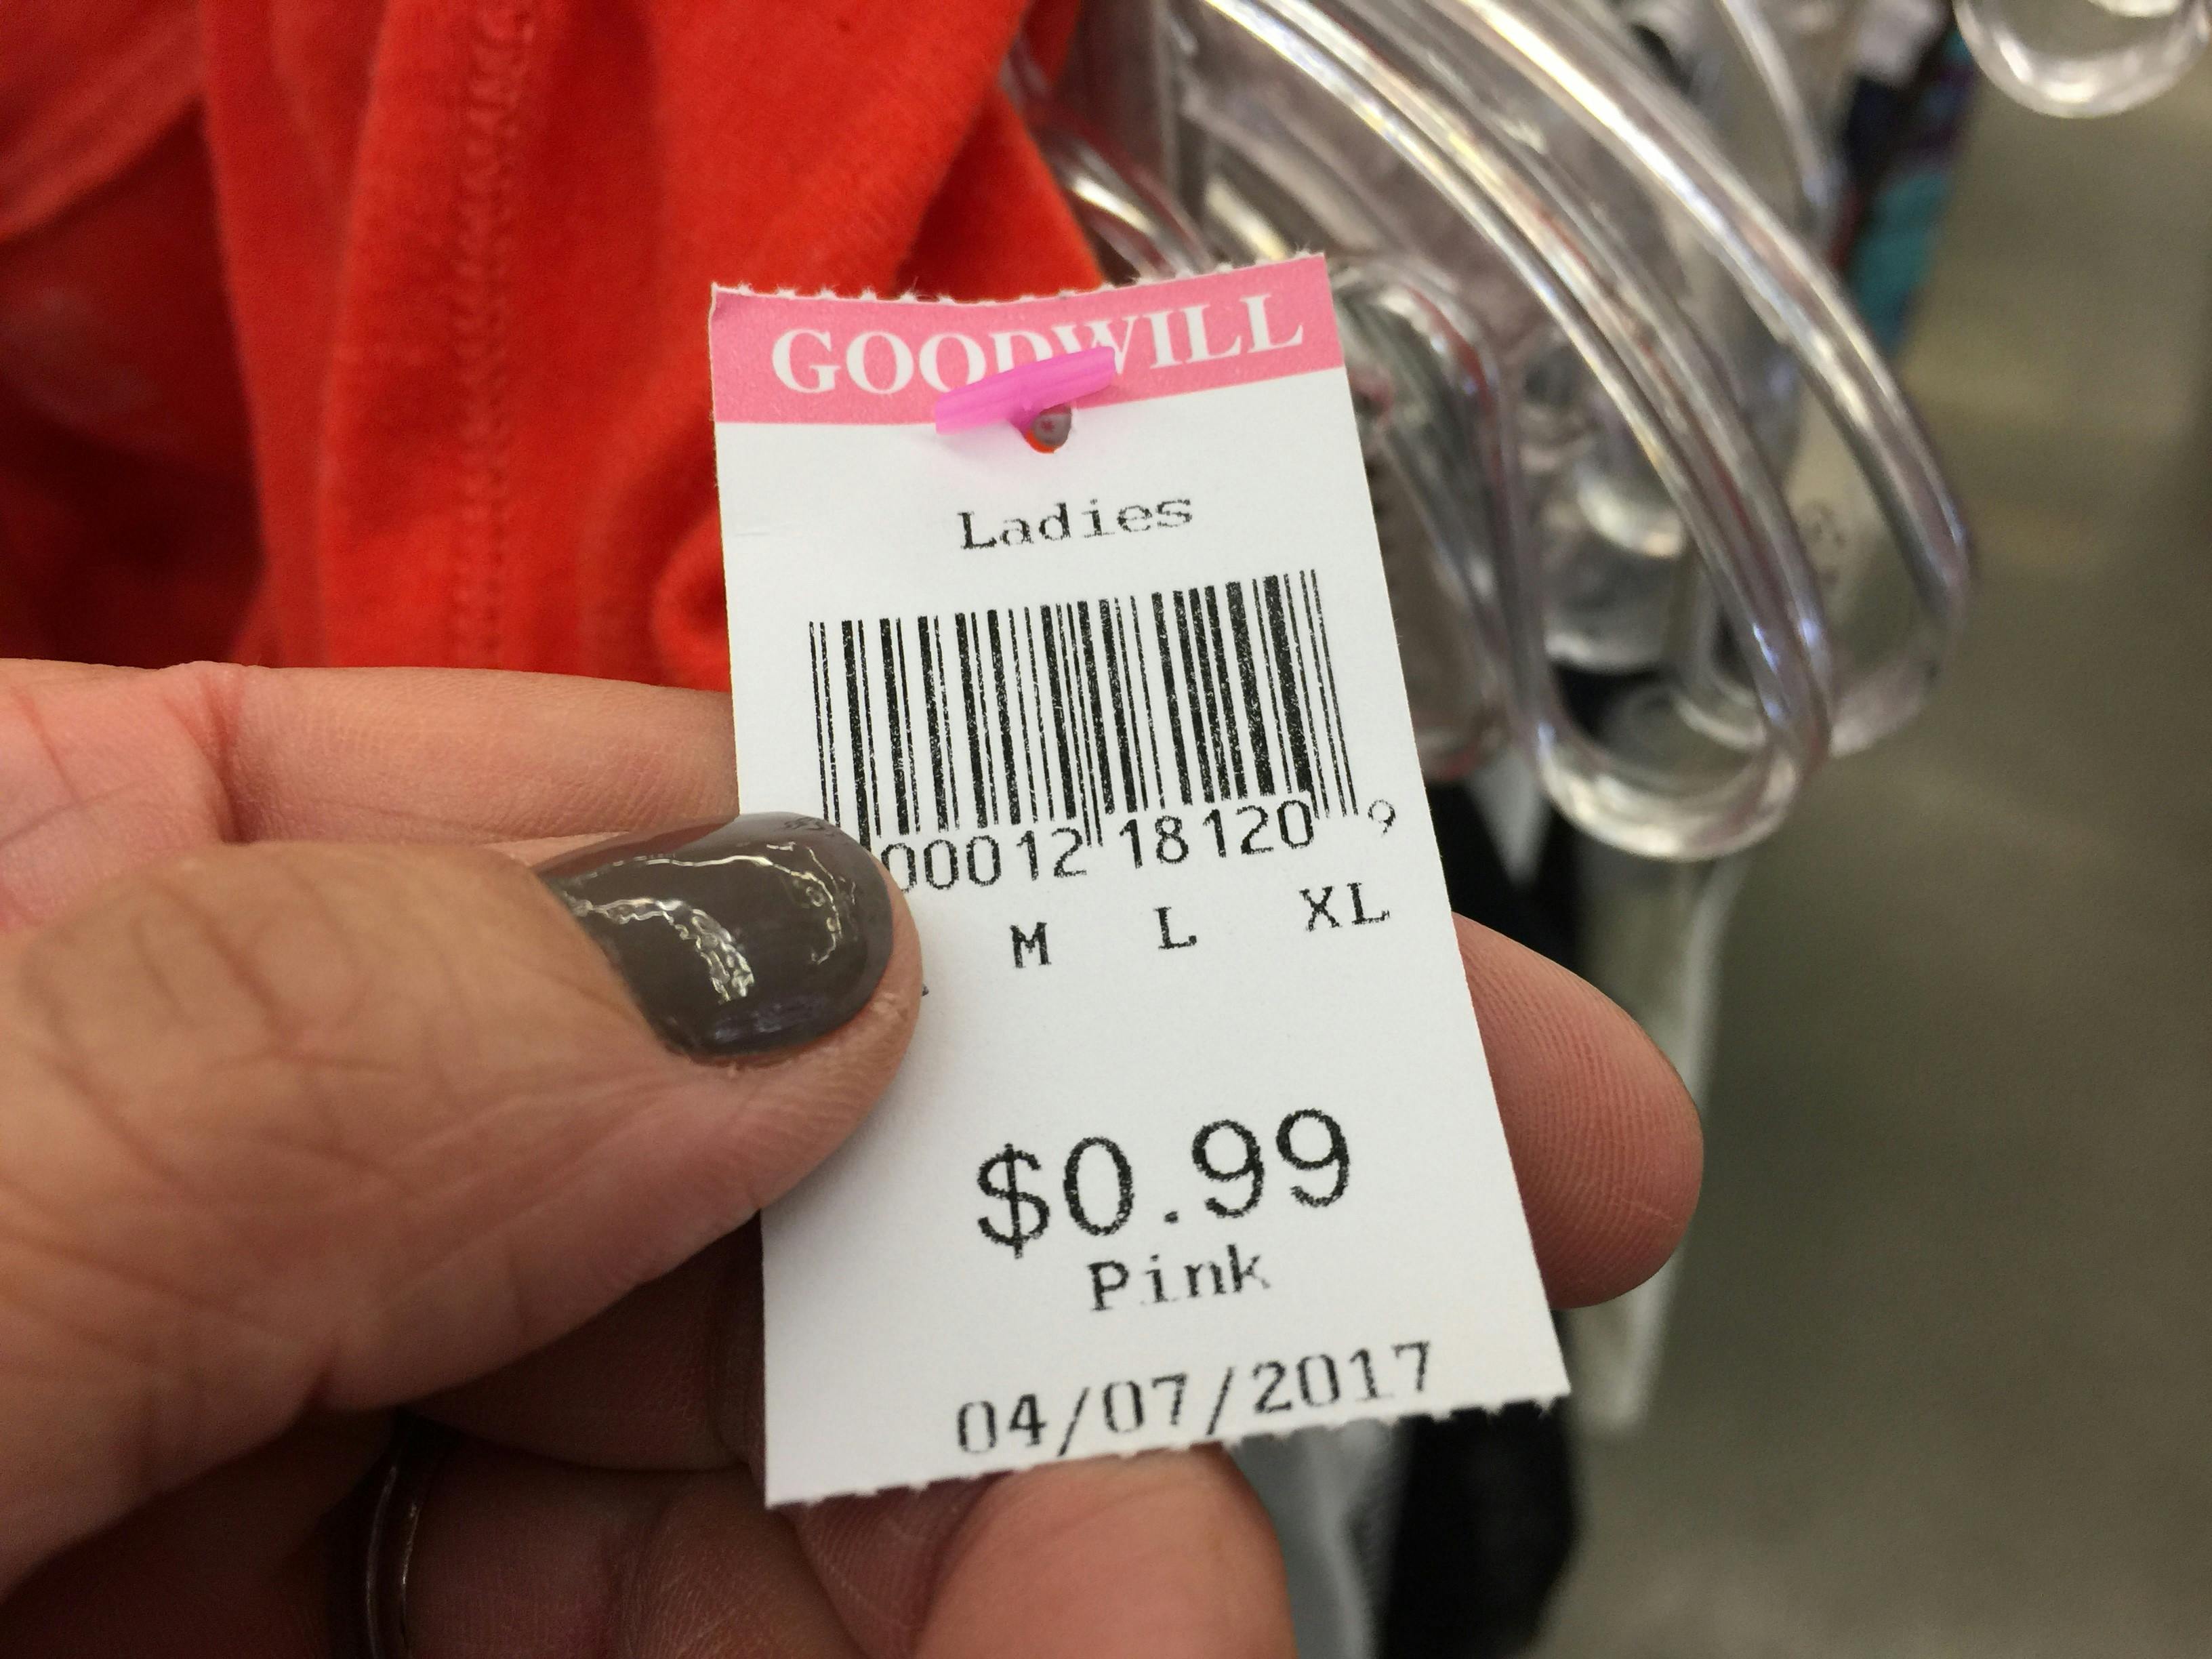 GOODWILL
Ladies
00012 18120 9
M L XL
$0.99
Pink
04/07/2017